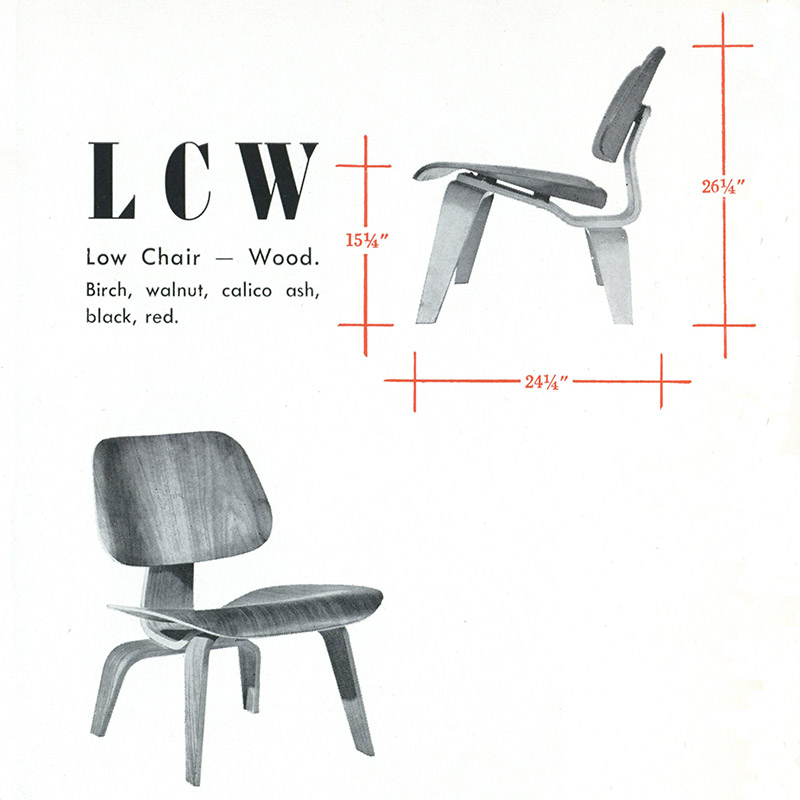 LCW
Low Chair — Wood.
Birch, walnut, calico ash,
black, red.
15¼"
26¼"
24¼"